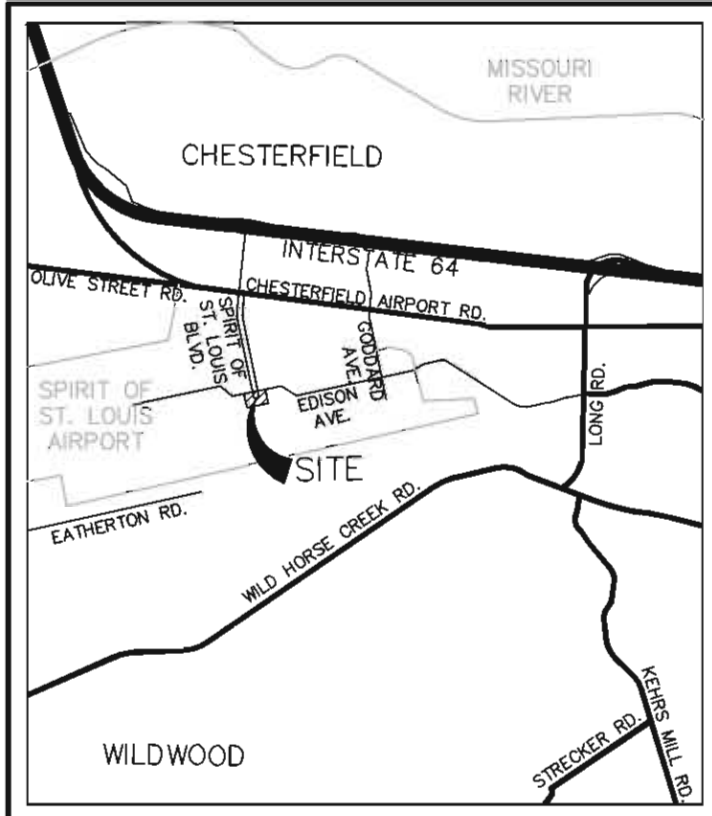 MISSOURI
RIVER
CHESTERFIELD
INTERSTATE 64
OLIVE STREET RD.
CHESTERFIELD AIRPORT RD.
SPIRIT OF
ST. LOUIS
BLVD.
GODDARD
AVE.
EDISON
AVE.
LONG RD.
SPIRIT OF
ST. LOUIS
AIRPORT
SITE
EATHERTON RD.
WILD HORSE CREEK RD.
KEHRS MILL RD.
STRECKER RD.
WILDWOOD